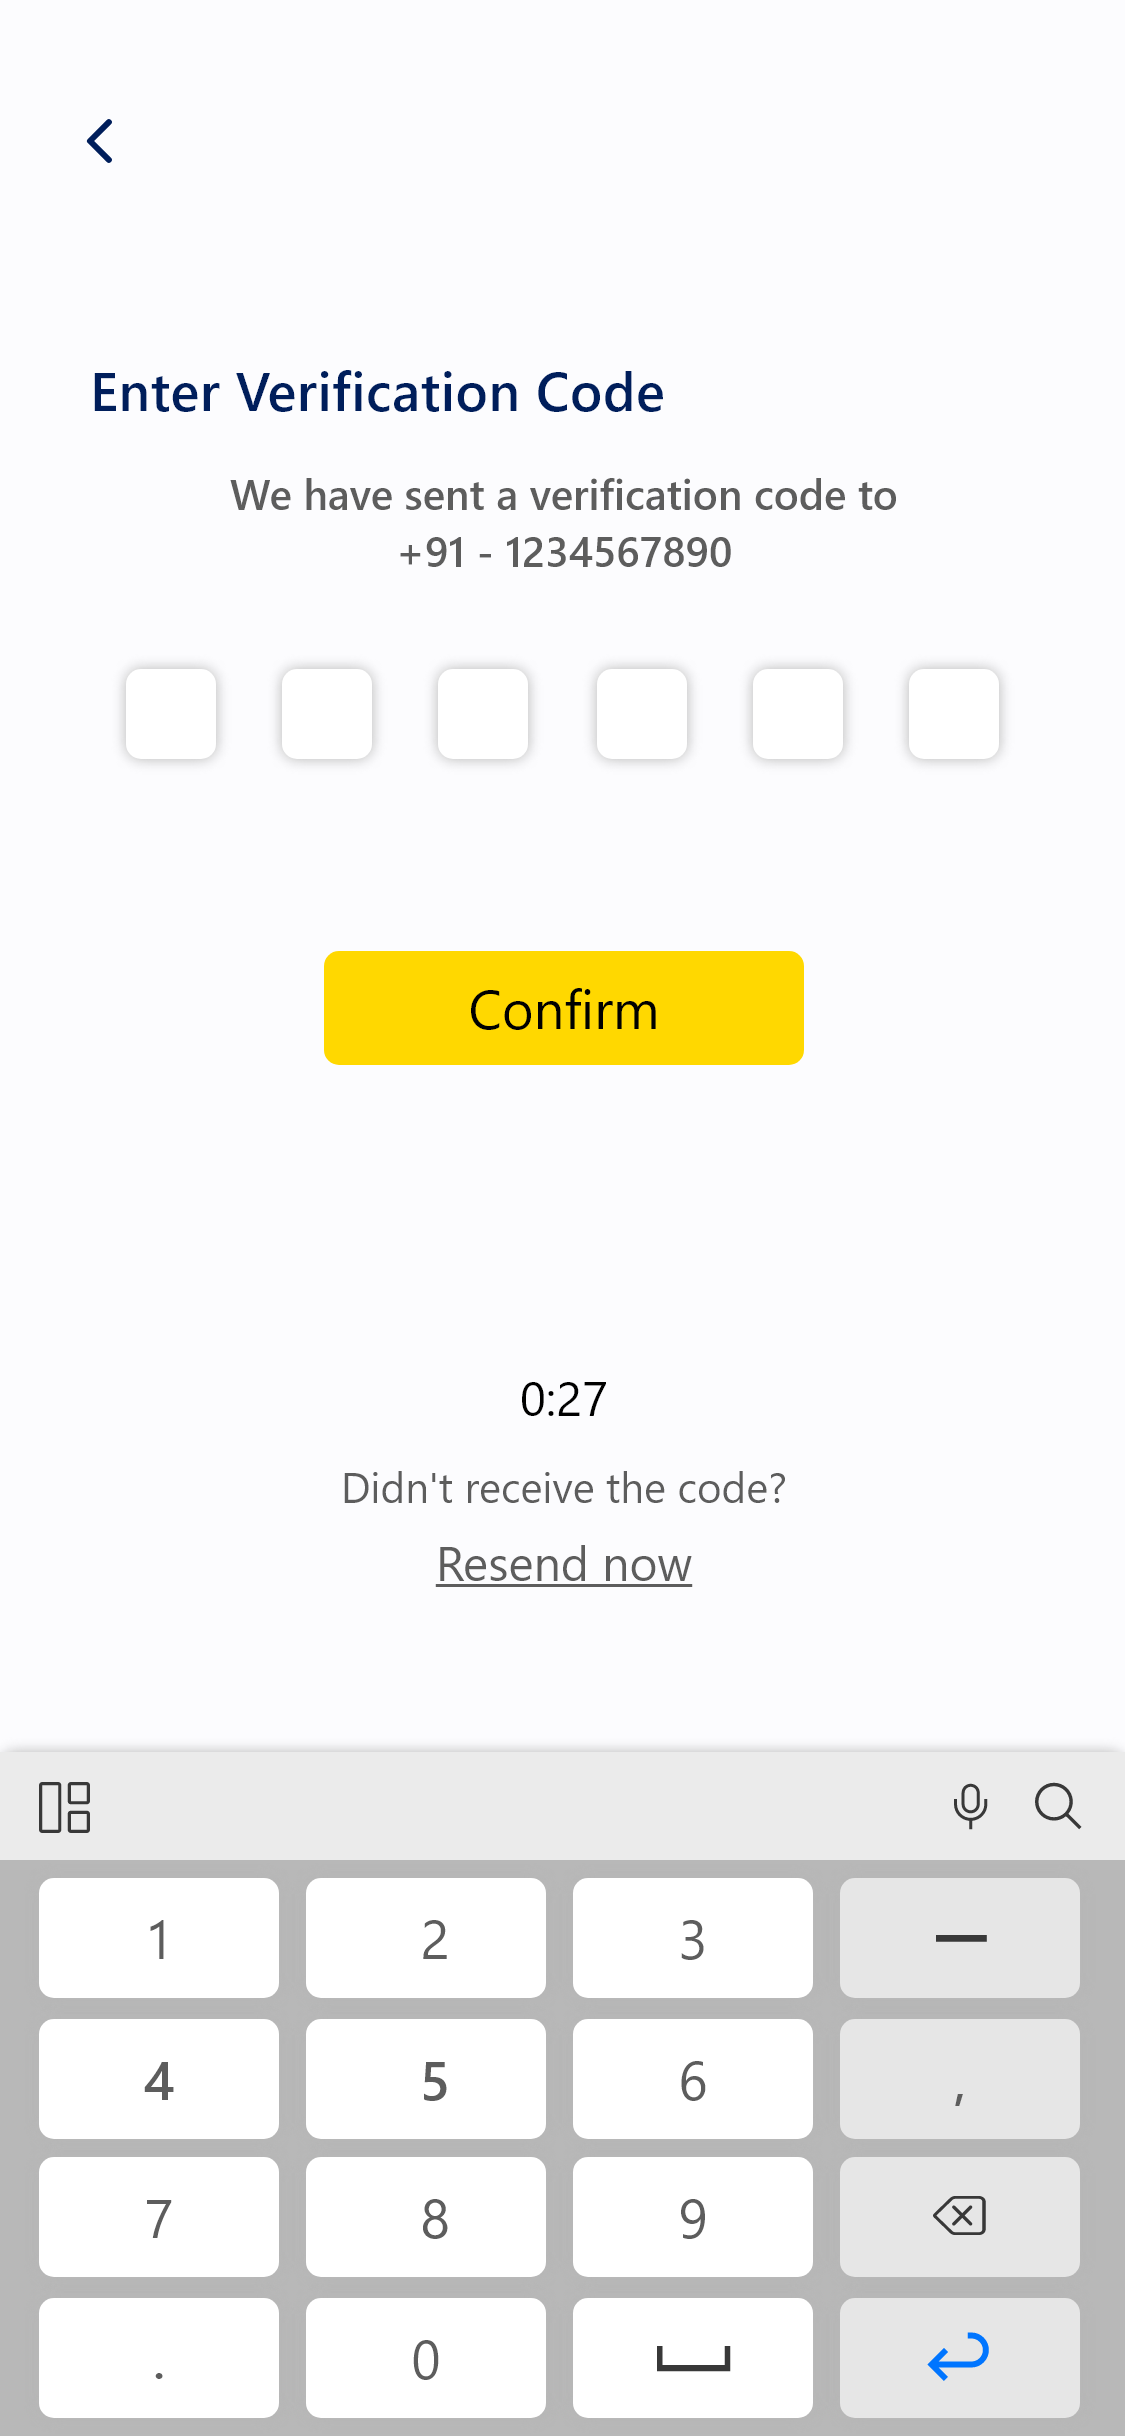 Enter Verification Code
We have sent a verification code to
+91 - 1234567890
Confirm
0:27
Didn't receive the code?
Resend now
1 2 3 —
4 5 6 ,
7 8 9
. 0